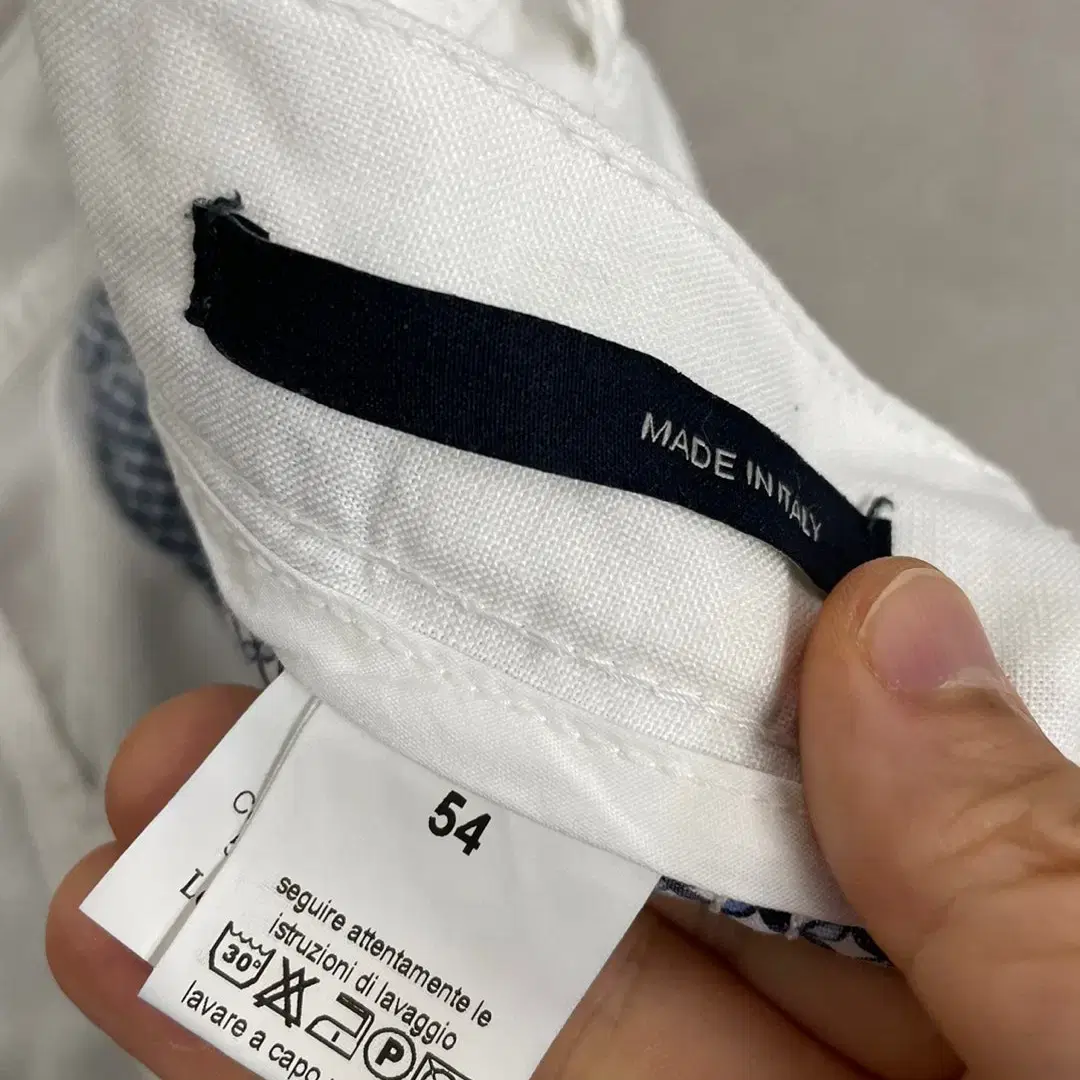 MADE IN ITALY
54
seguire attentamente le
istruzioni di lavaggio
30° P
lavare a capo